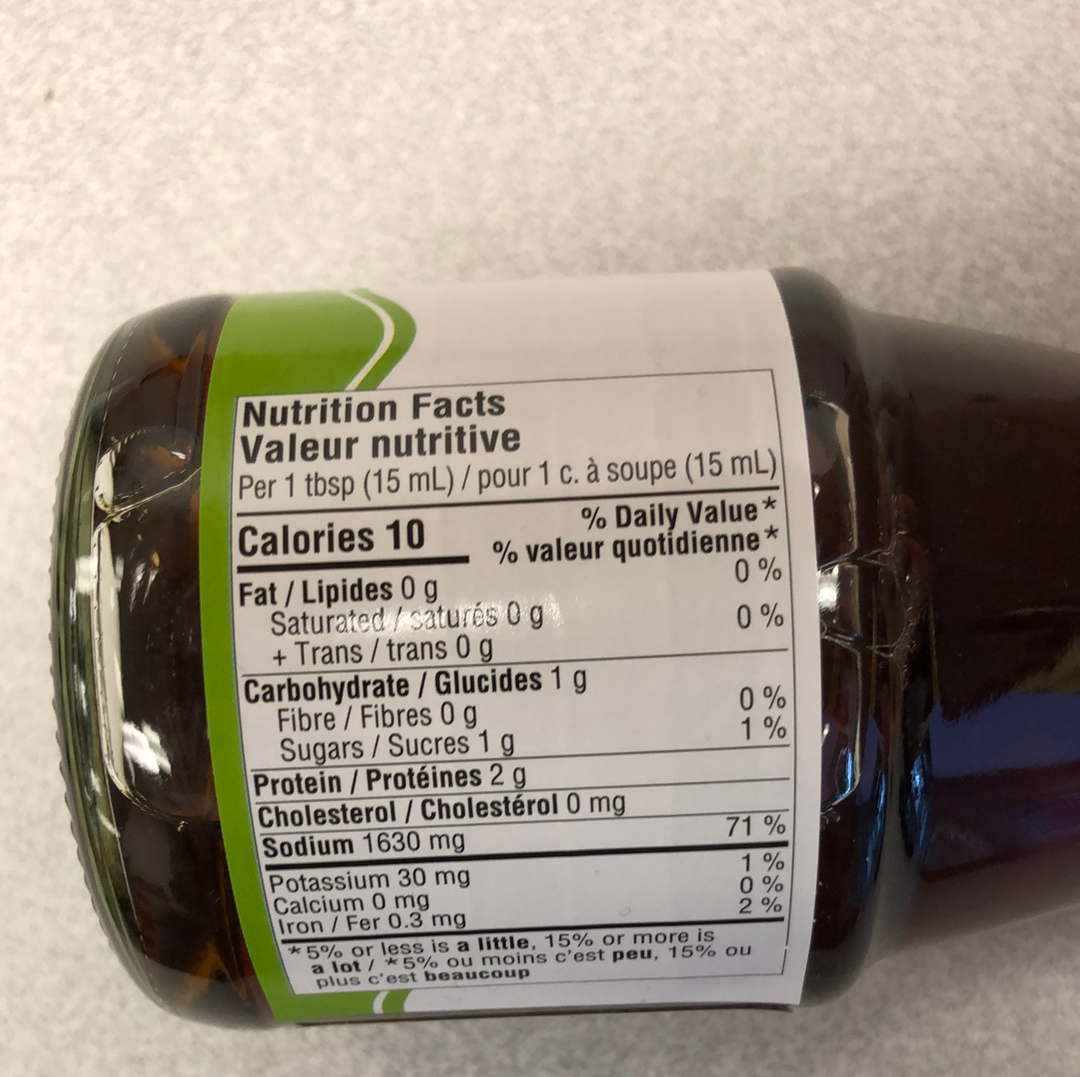 Nutrition Facts
Valeur nutritive
Per 1 tbsp (15 mL) / pour 1 c. à soupe (15 mL)
Calories 10
% Daily Value*
% valeur quotidienne*
Fat / Lipides 0 g 0 %
Saturated / saturés 0 g 0 %
+ Trans / trans 0 g
Carbohydrate / Glucides 1 g
Fibre / Fibres 0 g 0 %
Sugars / Sucres 1 g 1 %
Protein / Protéines 2 g
Cholesterol / Cholestérol 0 mg
Sodium 1630 mg 71 %
Potassium 30 mg 1 %
Calcium 0 mg 0 %
Iron / Fer 0.3 mg 2 %
*5% or less is a little, 15% or more is
a lot / *5% ou moins c'est peu, 15% ou
plus c'est beaucoup